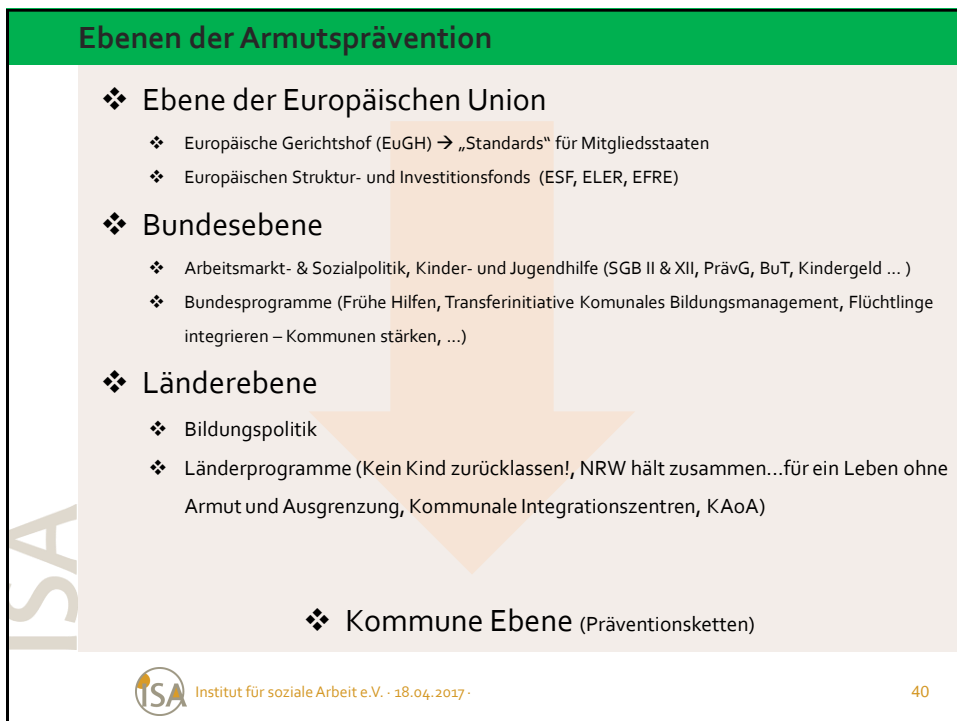 Ebenen der Armutsprävention
❖ Ebene der Europäischen Union
❖ Europäische Gerichtshof (EuGH) → „Standards“ für Mitgliedsstaaten
❖ Europäischen Struktur- und Investitionsfonds (ESF, ELER, EFRE)
❖ Bundesebene
❖ Arbeitsmarkt- & Sozialpolitik, Kinder- und Jugendhilfe (SGB II & XII, PrävG, BuT, Kindergeld … )
❖ Bundesprogramme (Frühe Hilfen, Transferinitiative Komunales Bildungsmanagement, Flüchtlinge
integrieren – Kommunen stärken, …)
❖ Länderebene
❖ Bildungspolitik
❖ Länderprogramme (Kein Kind zurücklassen!, NRW hält zusammen…für ein Leben ohne
Armut und Ausgrenzung, Kommunale Integrationszentren, KAoA)
❖ Kommune Ebene (Präventionsketten)
ISA
ISA Institut für soziale Arbeit e.V. · 18.04.2017 · 40